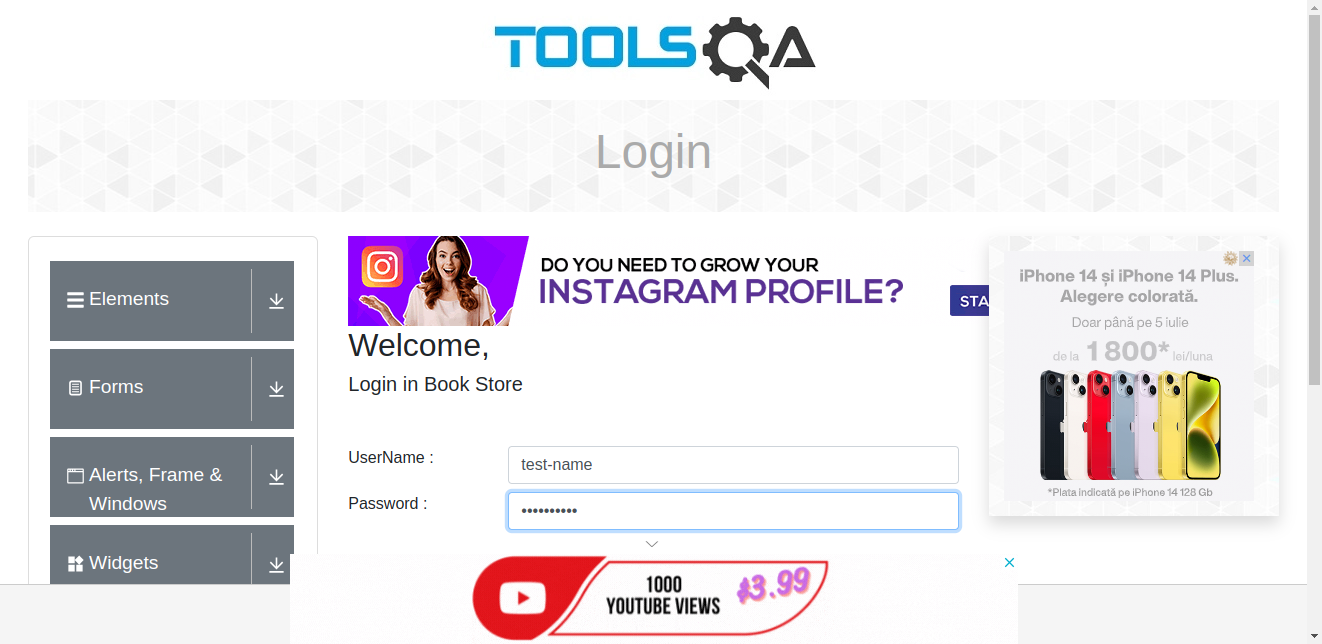 TOOLSQA
Login
Elements
Forms
Alerts, Frame &
Windows
Widgets
DO YOU NEED TO GROW YOUR
INSTAGRAM PROFILE?
STA
Welcome,
Login in Book Store
UserName :
test-name
Password :
••••••••••
iPhone 14 și iPhone 14 Plus.
Alegere colorată.
Doar până pe 5 iulie
de la 1 800* lei/luna
*Plata indicată pe iPhone 14 128 Gb
1000
YOUTUBE VIEWS
$3.99